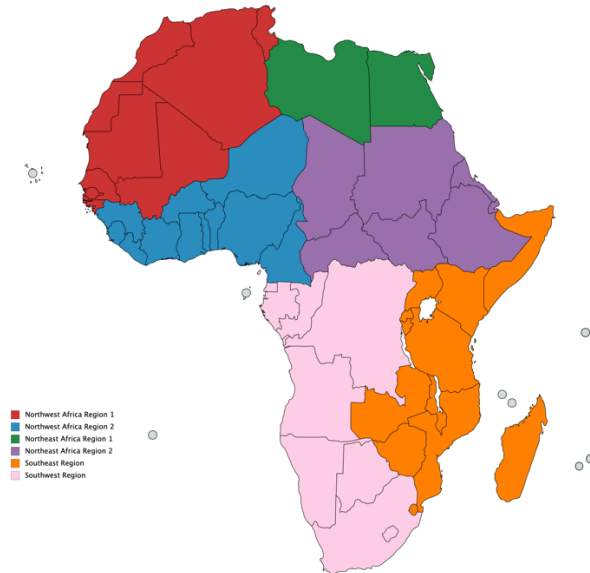 Northwest Africa Region 1
Northwest Africa Region 2
Northeast Africa Region 1
Northeast Africa Region 2
Southeast Region
Southwest Region